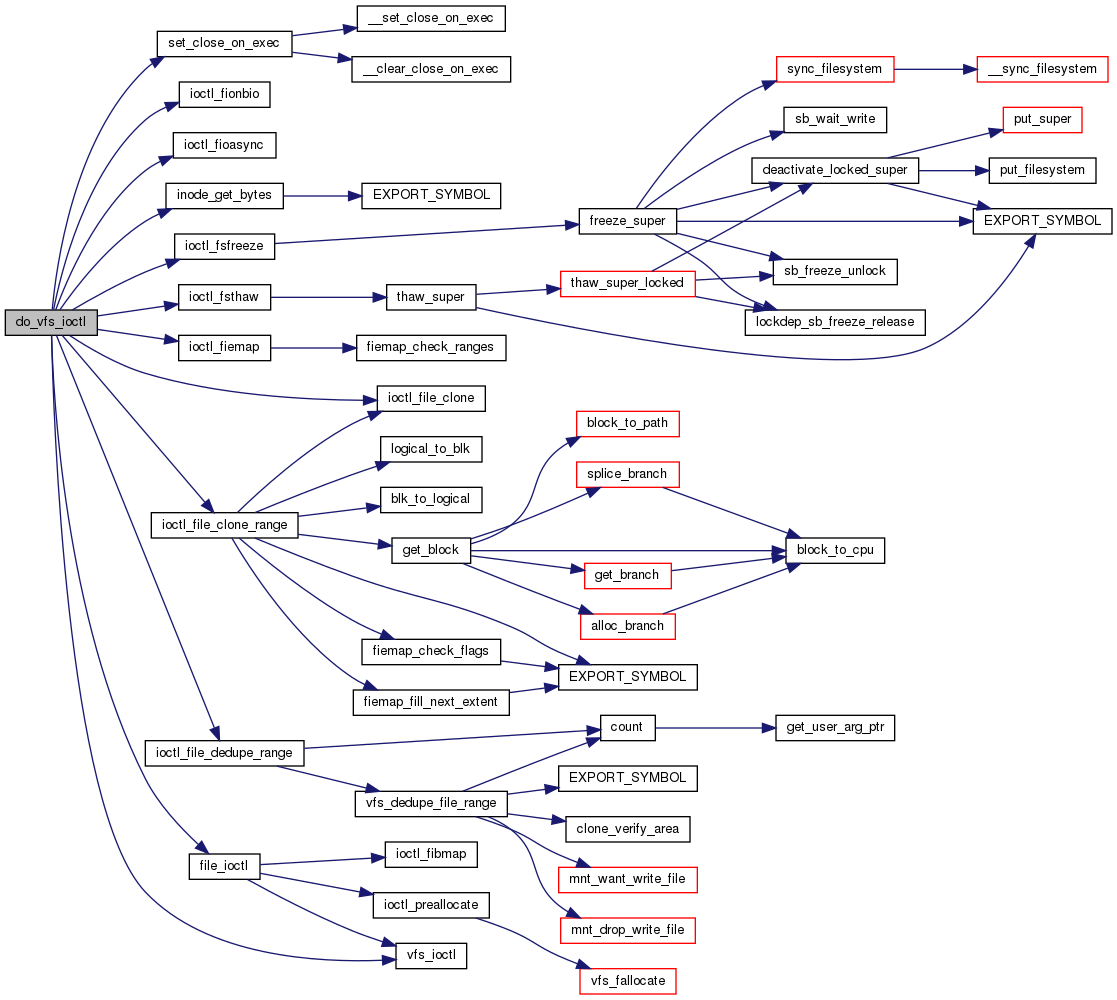 __set_close_on_exec
set_close_on_exec
__clear_close_on_exec
sync_filesystem
__sync_filesystem
ioctl_fionbio
sb_wait_write
put_super
ioctl_fioasync
deactivate_locked_super
put_filesystem
inode_get_bytes
EXPORT_SYMBOL
freeze_super
EXPORT_SYMBOL
ioctl_fsfreeze
sb_freeze_unlock
thaw_super_locked
ioctl_fsthaw
thaw_super
do_vfs_ioctl
lockdep_sb_freeze_release
ioctl_fiemap
fiemap_check_ranges
ioctl_file_clone
block_to_path
logical_to_blk
splice_branch
blk_to_logical
ioctl_file_clone_range
get_block
block_to_cpu
get_branch
alloc_branch
fiemap_check_flags
EXPORT_SYMBOL
fiemap_fill_next_extent
count
get_user_arg_ptr
ioctl_file_dedupe_range
EXPORT_SYMBOL
vfs_dedupe_file_range
clone_verify_area
ioctl_fibmap
file_ioctl
mnt_want_write_file
ioctl_preallocate
mnt_drop_write_file
vfs_ioctl
vfs_fallocate